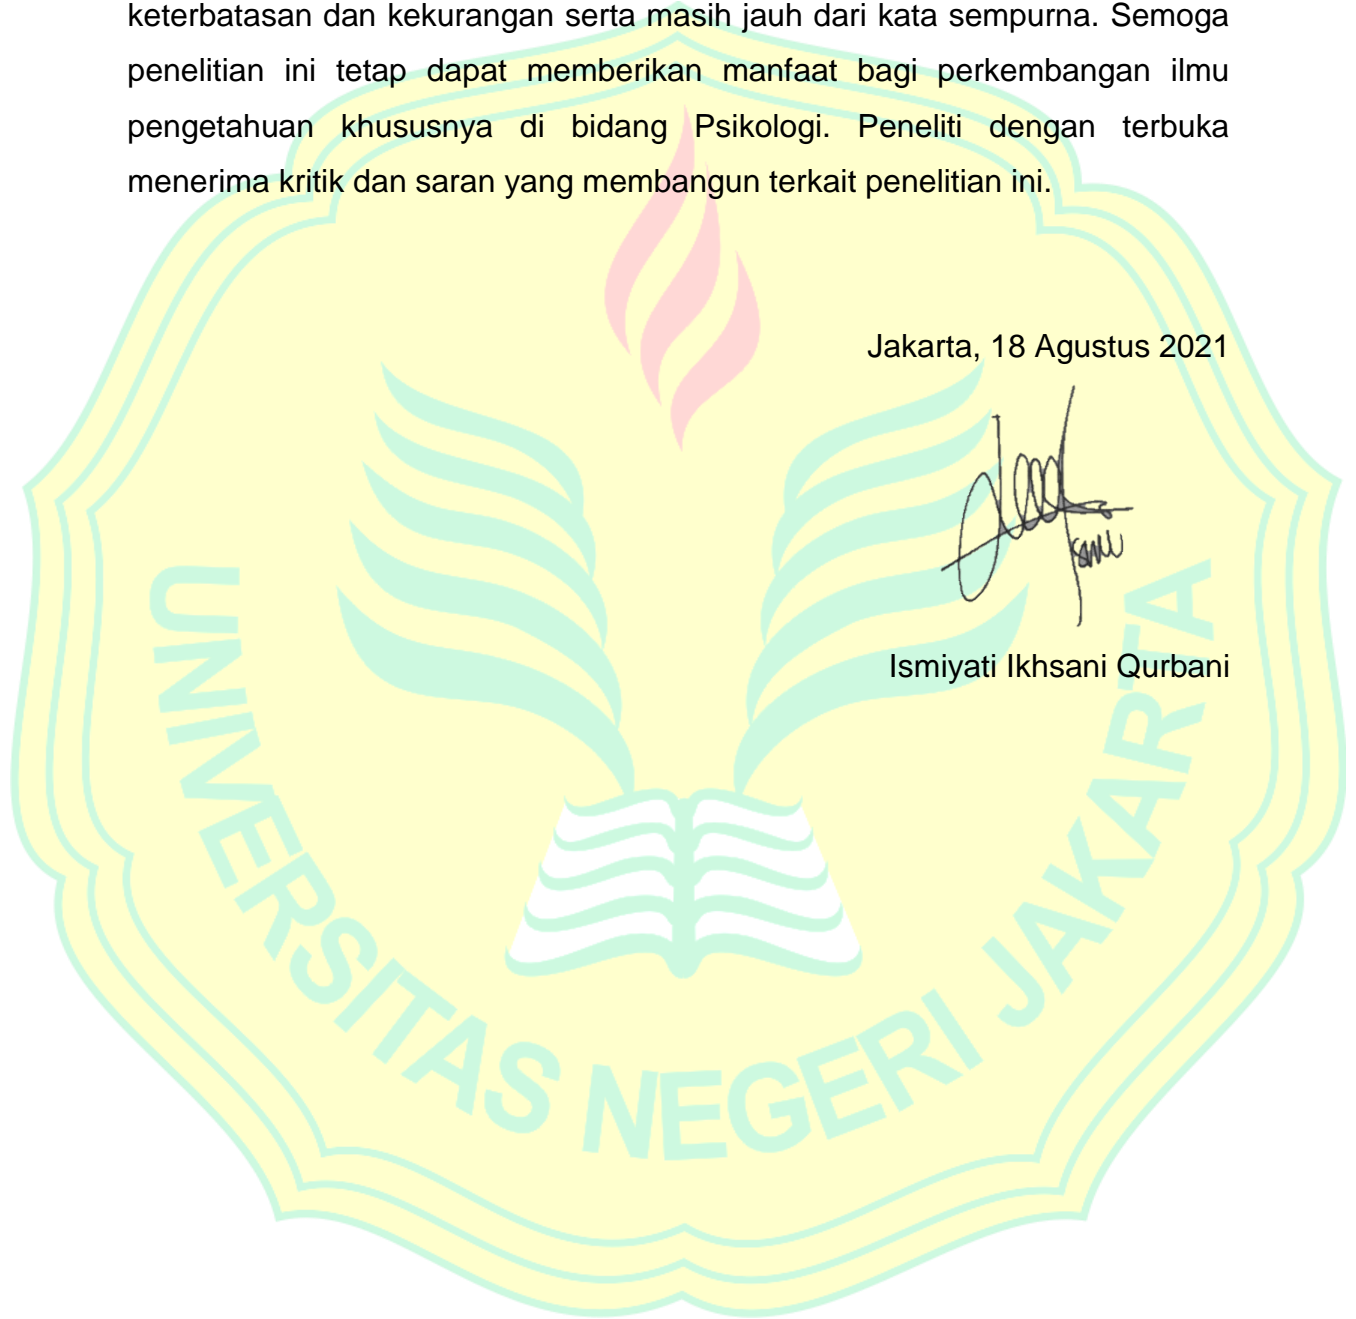 keterbatasan dan kekurangan serta masih jauh dari kata sempurna. Semoga
penelitian ini tetap dapat memberikan manfaat bagi perkembangan ilmu
pengetahuan khususnya di bidang Psikologi. Peneliti dengan terbuka
menerima kritik dan saran yang membangun terkait penelitian ini.
Jakarta, 18 Agustus 2021
Ismiyati Ikhsani Qurbani
UNIVERSITAS NEGERI JAKARTA